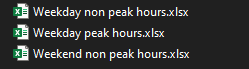 Weekday non peak hours.xlsx
Weekday peak hours.xlsx
Weekend non peak hours.xlsx